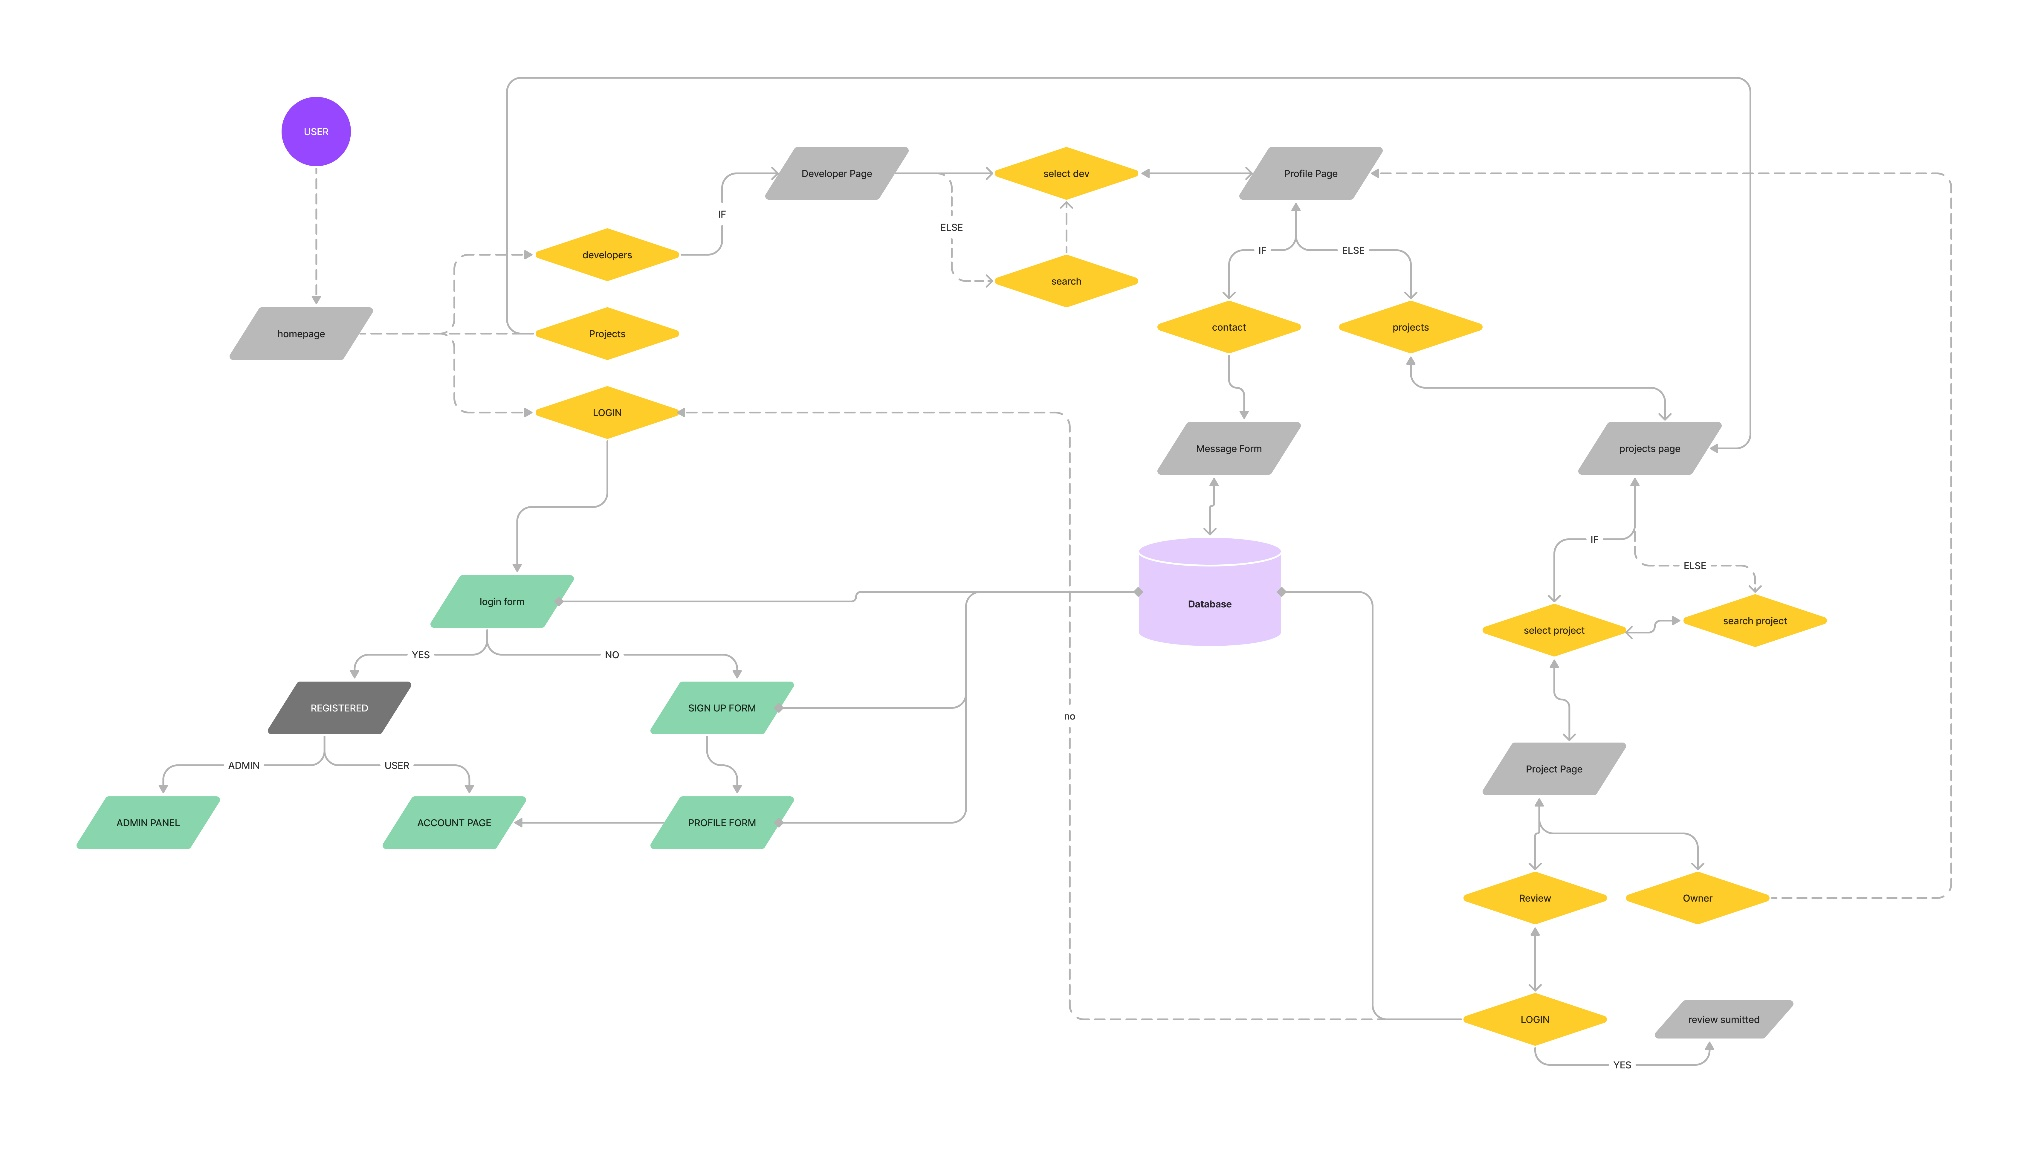 USER
Developer Page
select dev
Profile Page
IF
ELSE
developers
IF
ELSE
search
homepage
Projects
contact
projects
LOGIN
Message Form
projects page
IF
ELSE
login form
Database
select project
search project
YES
NO
REGISTERED
SIGN UP FORM
no
ADMIN
USER
Project Page
ADMIN PANEL
ACCOUNT PAGE
PROFILE FORM
Review
Owner
LOGIN
review sumitted
YES